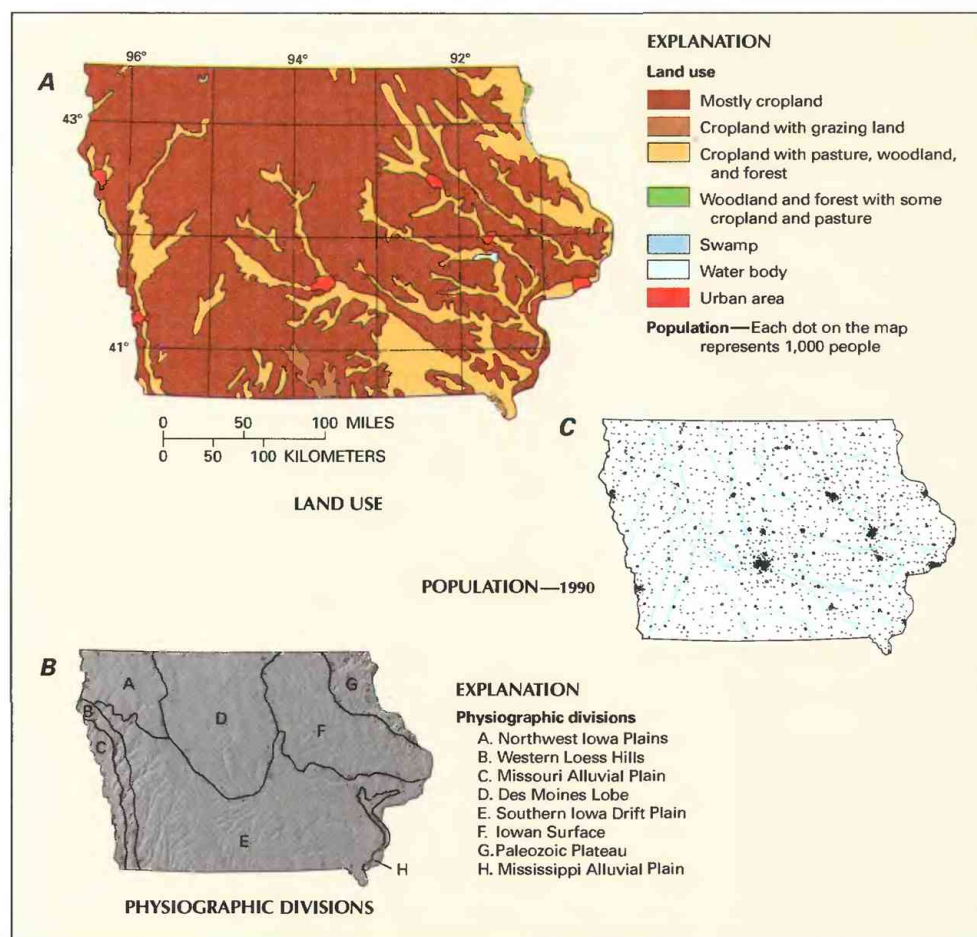 A
96°
94°
92°
43°
41°
0 50 100 MILES
0 50 100 KILOMETERS
LAND USE
EXPLANATION
Land use
Mostly cropland
Cropland with grazing land
Cropland with pasture, woodland,
and forest
Woodland and forest with some
cropland and pasture
Swamp
Water body
Urban area
Population—Each dot on the map
represents 1,000 people
C
POPULATION—1990
B
A
B
C
D
E
F
G
H
PHYSIOGRAPHIC DIVISIONS
EXPLANATION
Physiographic divisions
A. Northwest Iowa Plains
B. Western Loess Hills
C. Missouri Alluvial Plain
D. Des Moines Lobe
E. Southern Iowa Drift Plain
F. Iowan Surface
G. Paleozoic Plateau
H. Mississippi Alluvial Plain